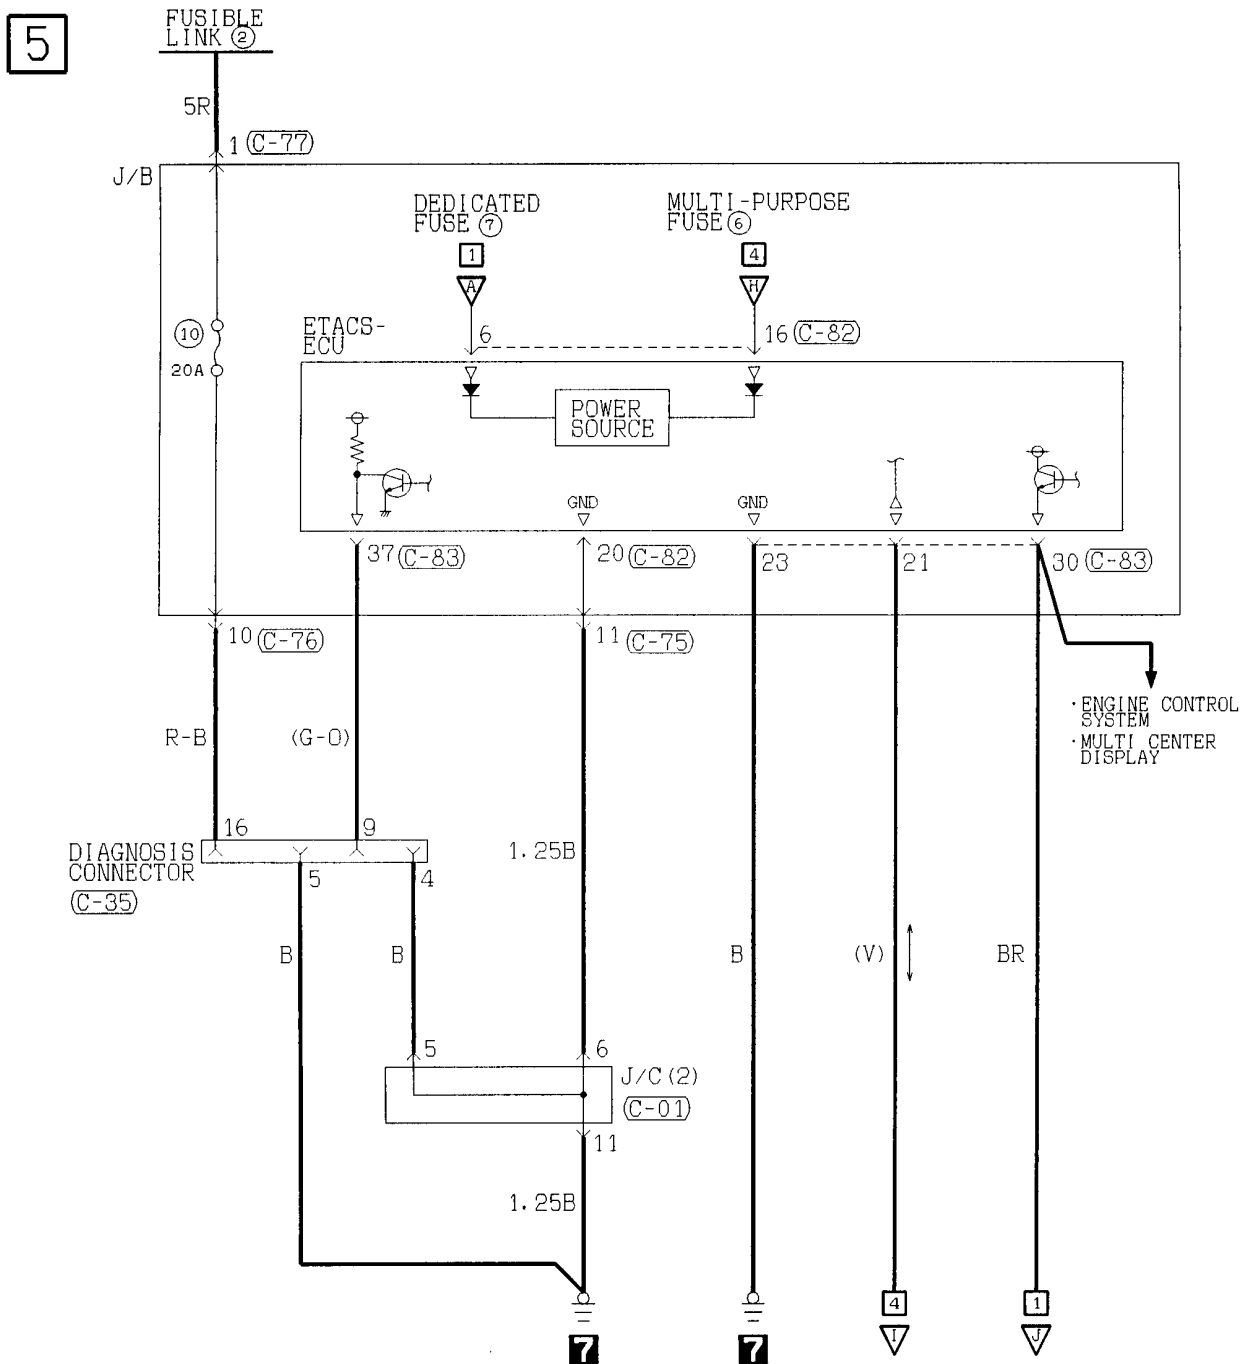 5
FUSIBLE
LINK ②
5R
1 (C-77)
J/B
DEDICATED
FUSE ⑦
MULTI-PURPOSE
FUSE ⑥
1
4
A
H
ETACS-
ECU
6
16 (C-82)
10
20A
POWER
SOURCE
GND
GND
37 (C-83)
20 (C-82)
23
21
30 (C-83)
10 (C-76)
11 (C-75)
·ENGINE CONTROL
SYSTEM
·MULTI CENTER
DISPLAY
R-B
(G-O)
16
9
DIAGNOSIS
CONNECTOR
(C-35)
5
4
1.25B
B
B
B
(V)
BR
5
6
J/C(2)
(C-01)
11
1.25B
4
1
7
7
I
J